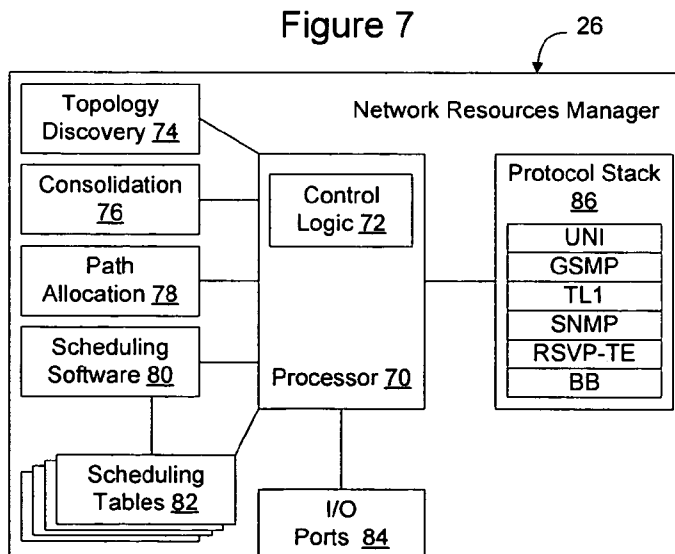 Figure 7
26
Network Resources Manager
Topology
Discovery 74
Consolidation
76
Path
Allocation 78
Scheduling
Software 80
Scheduling
Tables 82
Control
Logic 72
Processor 70
I/O
Ports 84
Protocol Stack
86
UNI
GSMP
TL1
SNMP
RSVP-TE
BB